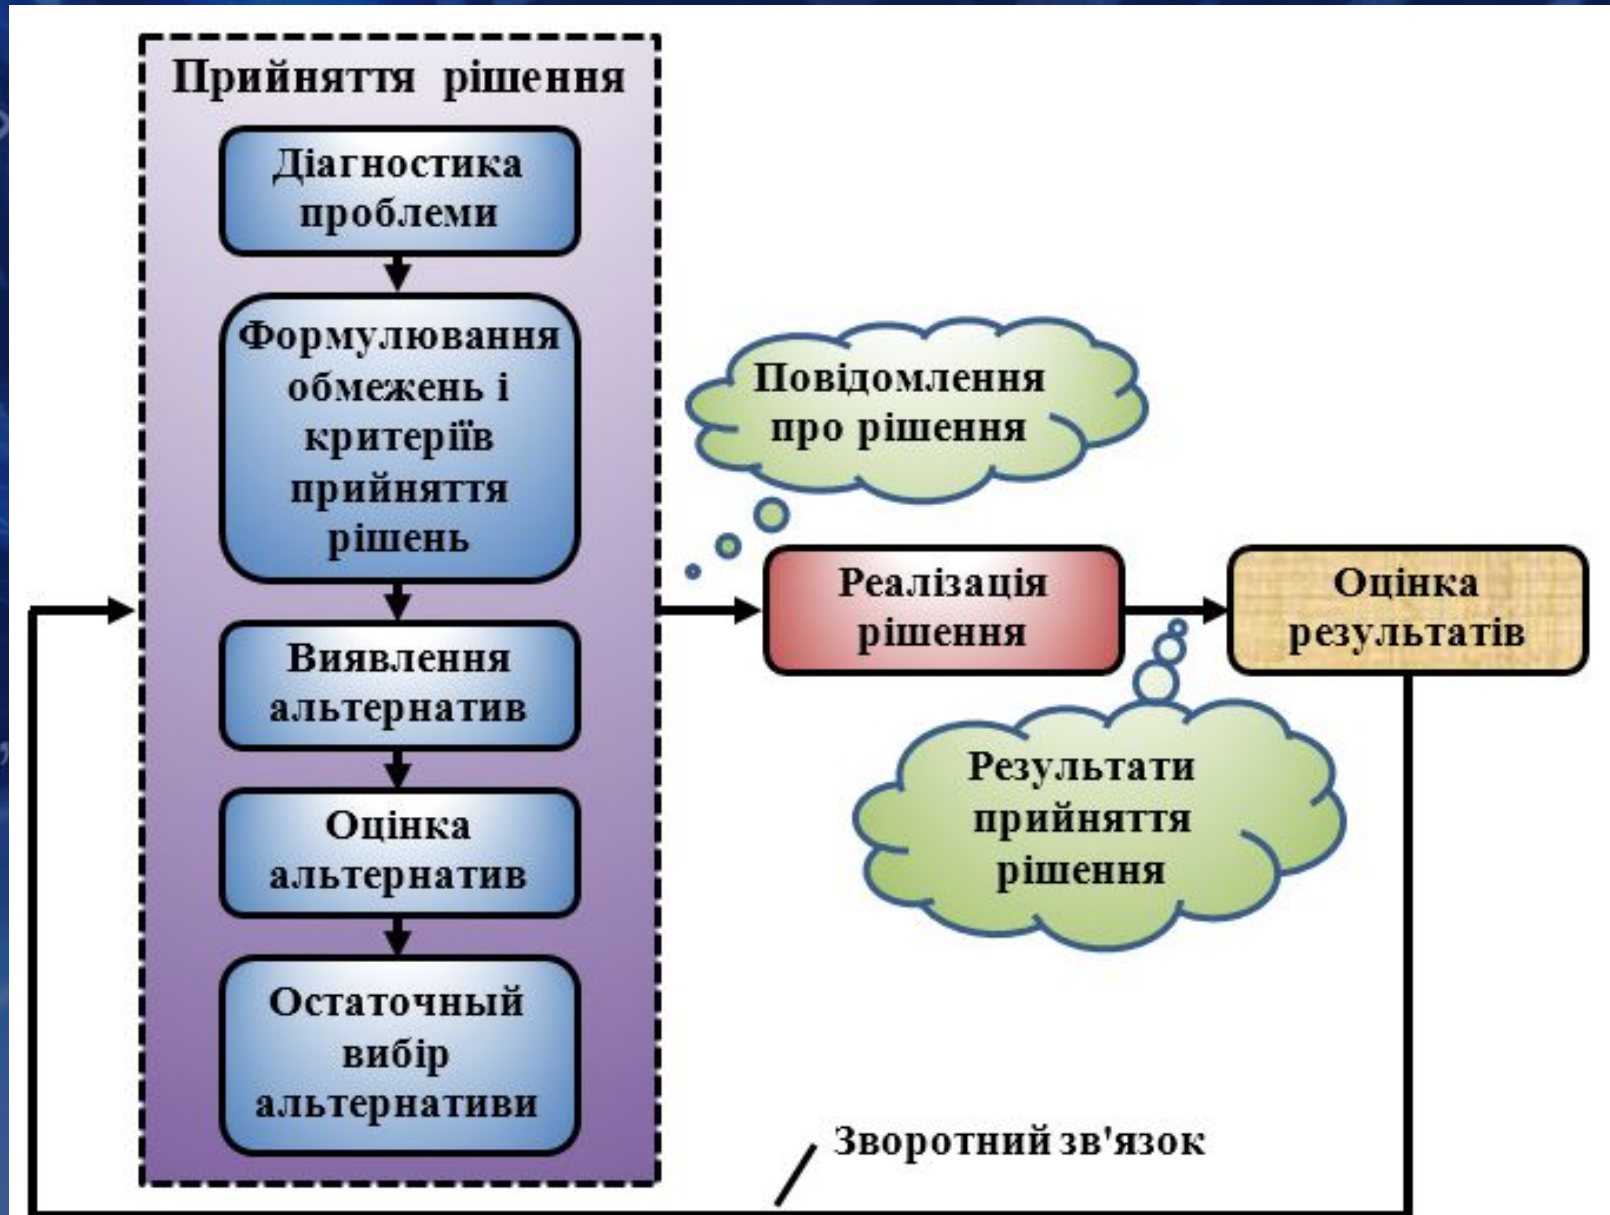 Прийняття рішення
Діагностика
проблеми
Формулювання
обмежень і
критеріїв
прийняття
рішень
Виявлення
альтернатив
Оцінка
альтернатив
Остаточный
вибір
альтернативи
Повідомлення
про рішення
Реалізація
рішення
Оцінка
результатів
Результати
прийняття
рішення
Зворотний зв'язок